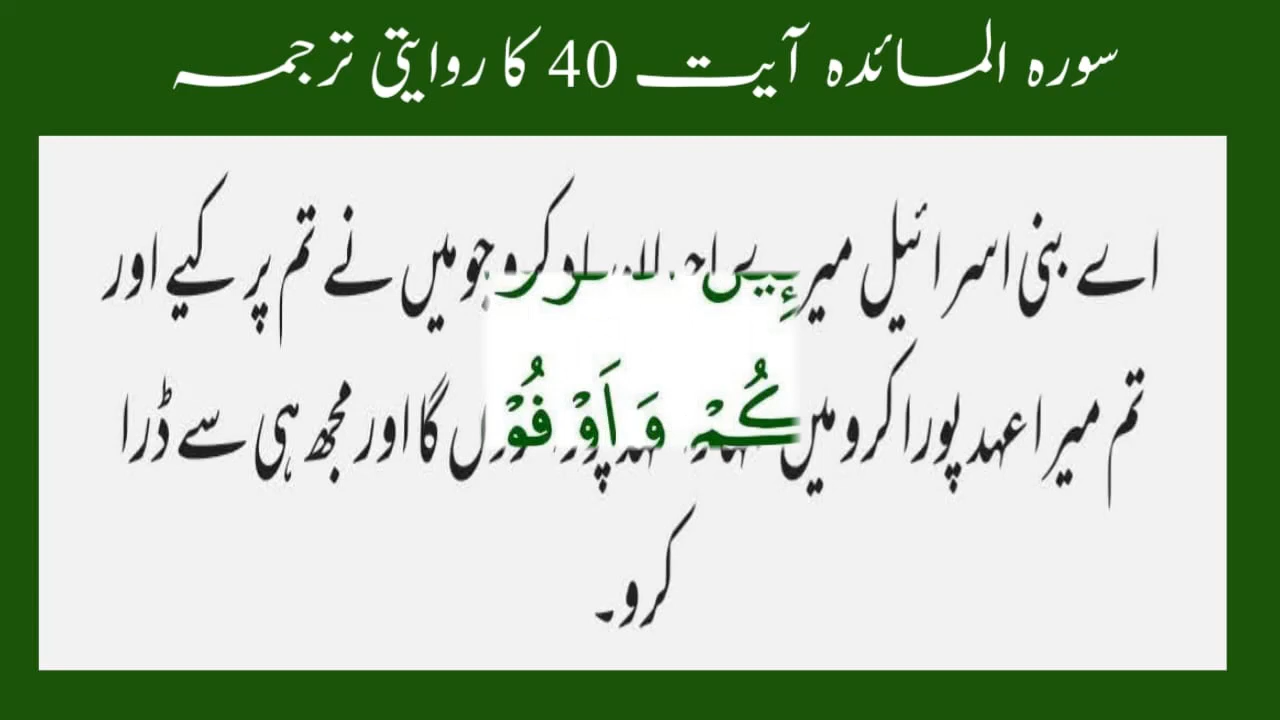 سورہ المائدہ آیت 40 کا روایتی ترجمہ
اے بنی اسرائیل میرے کرو جو میں نے تم پر کیے اور
تم میرا عہد پورا کرو میں كُمْ وَ اَوْفُوْ گا اور مجھ ہی سے ڈرا
کرو۔